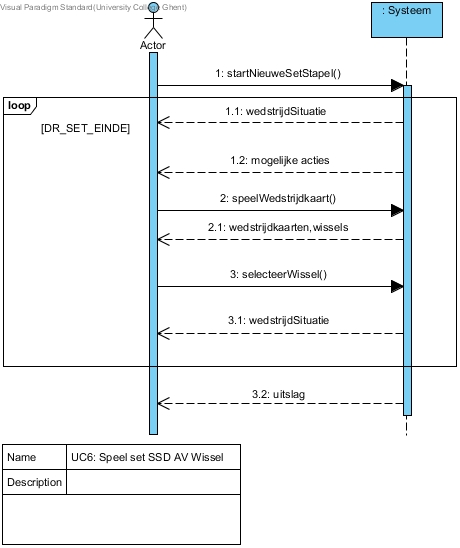 Visual Paradigm Standard(University College Ghent)
: Systeem
Actor
1: startNieuweSetStapel()
loop
1.1: wedstrijdSituatie
[DR_SET_EINDE]
1.2: mogelijke acties
2: speelWedstrijdkaart()
2.1: wedstrijdkaarten,wissels
3: selecteerWissel()
3.1: wedstrijdSituatie
3.2: uitslag
Name UC6: Speel set SSD AV Wissel
Description